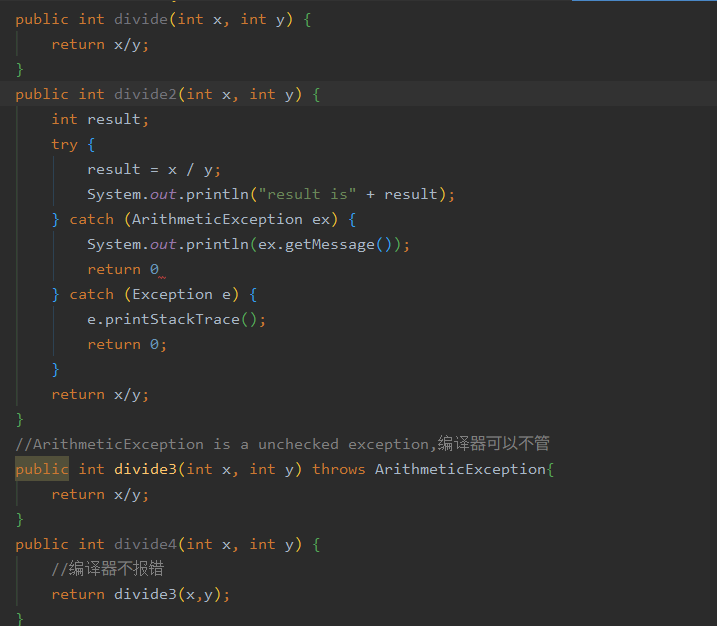 public int divide(int x, int y) {
    return x/y;
}
public int divide2(int x, int y) {
    int result;
    try {
        result = x / y;
        System.out.println("result is" + result);
    } catch (ArithmeticException ex) {
        System.out.println(ex.getMessage());
        return 0
    } catch (Exception e) {
        e.printStackTrace();
        return 0;
    }
    return x/y;
}
//ArithmeticException is a unchecked exception,编译器可以不管
public int divide3(int x, int y) throws ArithmeticException{
    return x/y;
}
public int divide4(int x, int y) {
    //编译器不报错
    return divide3(x,y);
}